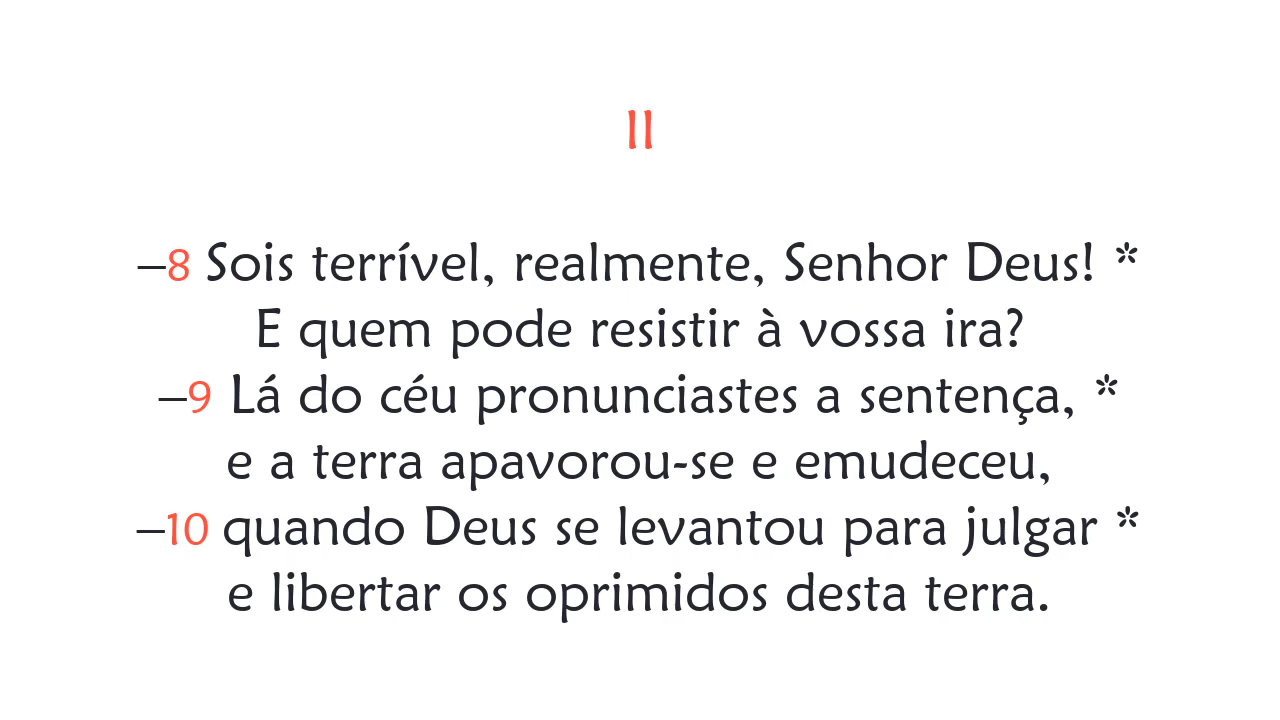 II
–8 Sois terrível, realmente, Senhor Deus! *
E quem pode resistir à vossa ira?
–9 Lá do céu pronunciastes a sentença, *
e a terra apavorou-se e emudeceu,
–10 quando Deus se levantou para julgar *
e libertar os oprimidos desta terra.